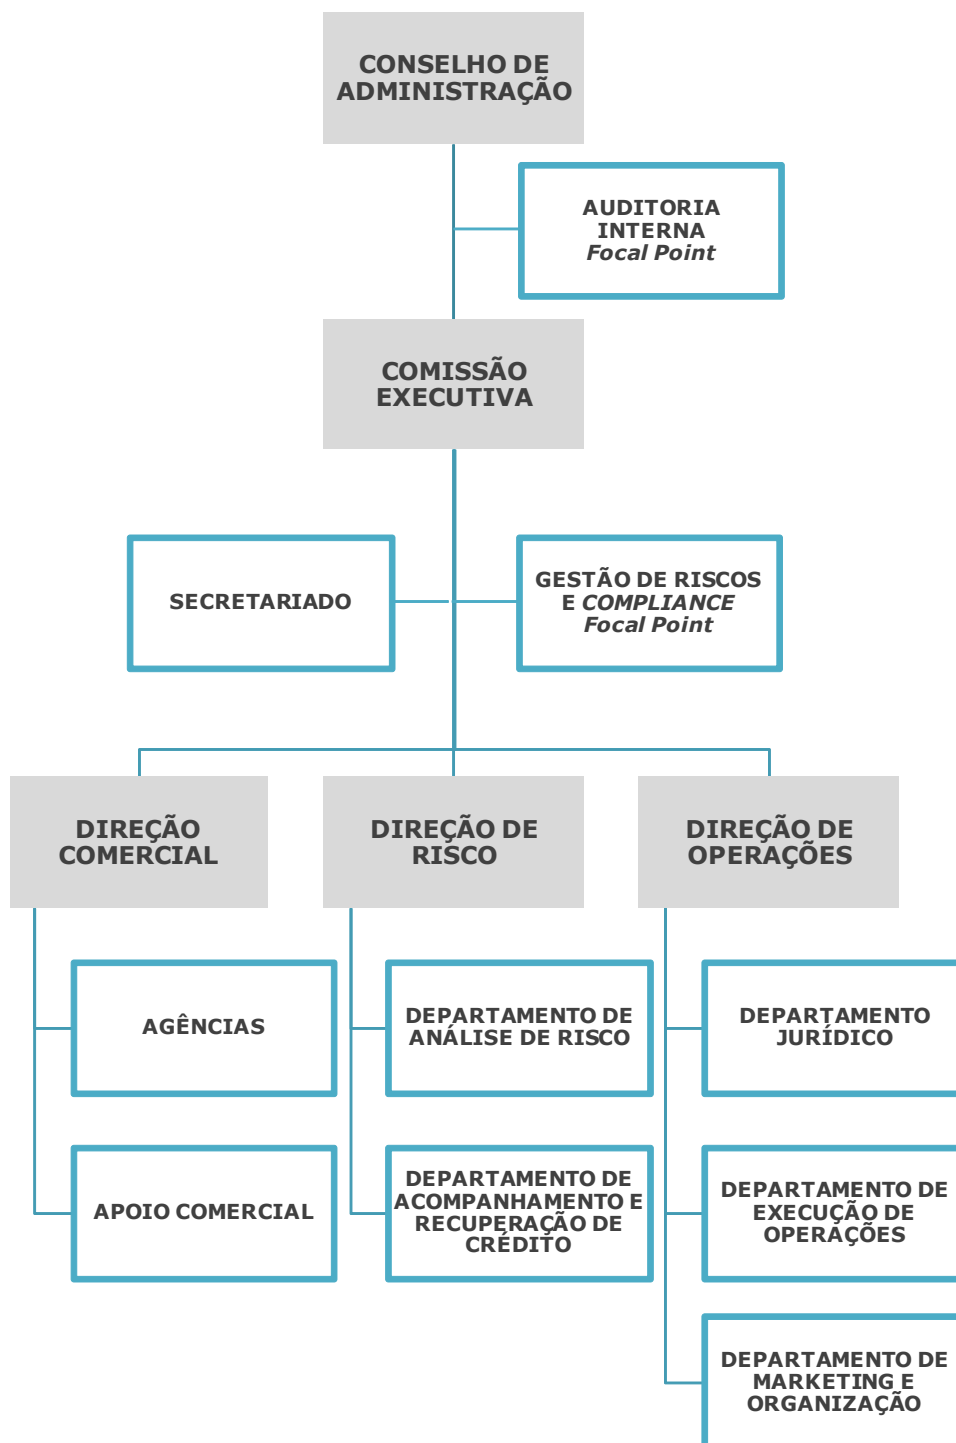 CONSELHO DE
ADMINISTRAÇÃO
AUDITORIA
INTERNA
Focal Point
COMISSÃO
EXECUTIVA
SECRETARIADO
GESTÃO DE RISCOS
E COMPLIANCE
Focal Point
DIREÇÃO
COMERCIAL
DIREÇÃO DE
RISCO
DIREÇÃO DE
OPERAÇÕES
AGÊNCIAS
DEPARTAMENTO DE
ANÁLISE DE RISCO
DEPARTAMENTO
JURÍDICO
APOIO COMERCIAL
DEPARTAMENTO DE
ACOMPANHAMENTO E
RECUPERAÇÃO DE
CRÉDITO
DEPARTAMENTO DE
EXECUÇÃO DE
OPERAÇÕES
DEPARTAMENTO DE
MARKETING E
ORGANIZAÇÃO